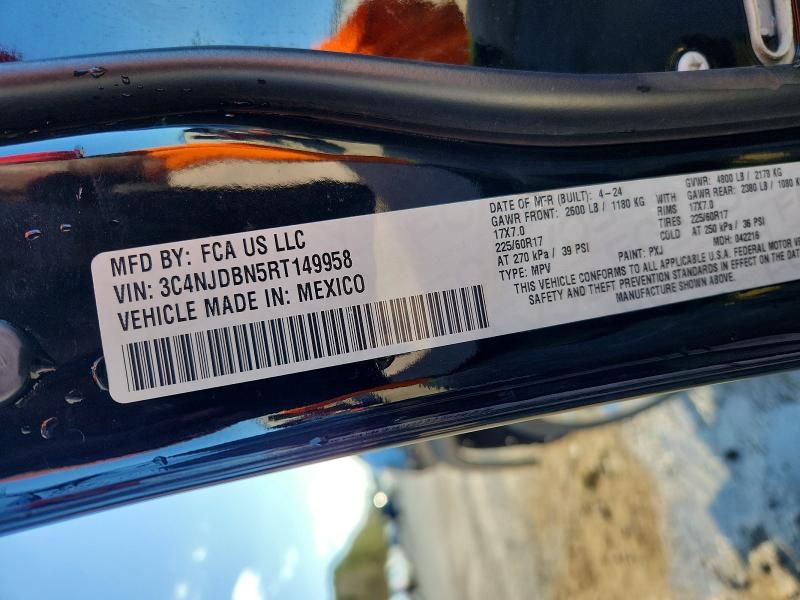 MFD BY: FCA US LLC
VIN: 3C4NJDBN5RT149958
VEHICLE MADE IN: MEXICO
DATE OF MFR (BUILT): 4-24 GVWR: 4800 LB / 2179 KG
GAWR FRONT: 2600 LB / 1180 KG WITH GAWR REAR: 2380 LB / 1080 KG
17X7.0 RIMS 17X7.0
225/60R17 TIRES 225/60R17
AT 270 kPa / 39 PSI COLD AT 250 kPa / 36 PSI
TYPE: MPV PAINT: PXJ MDH: 042216
THIS VEHICLE CONFORMS TO ALL APPLICABLE U.S.A. FEDERAL MOTOR
SAFETY AND THEFT PREVENTION STANDARDS IN EFFECT ON THE
MANUFACTURE SHOWN ABOVE.